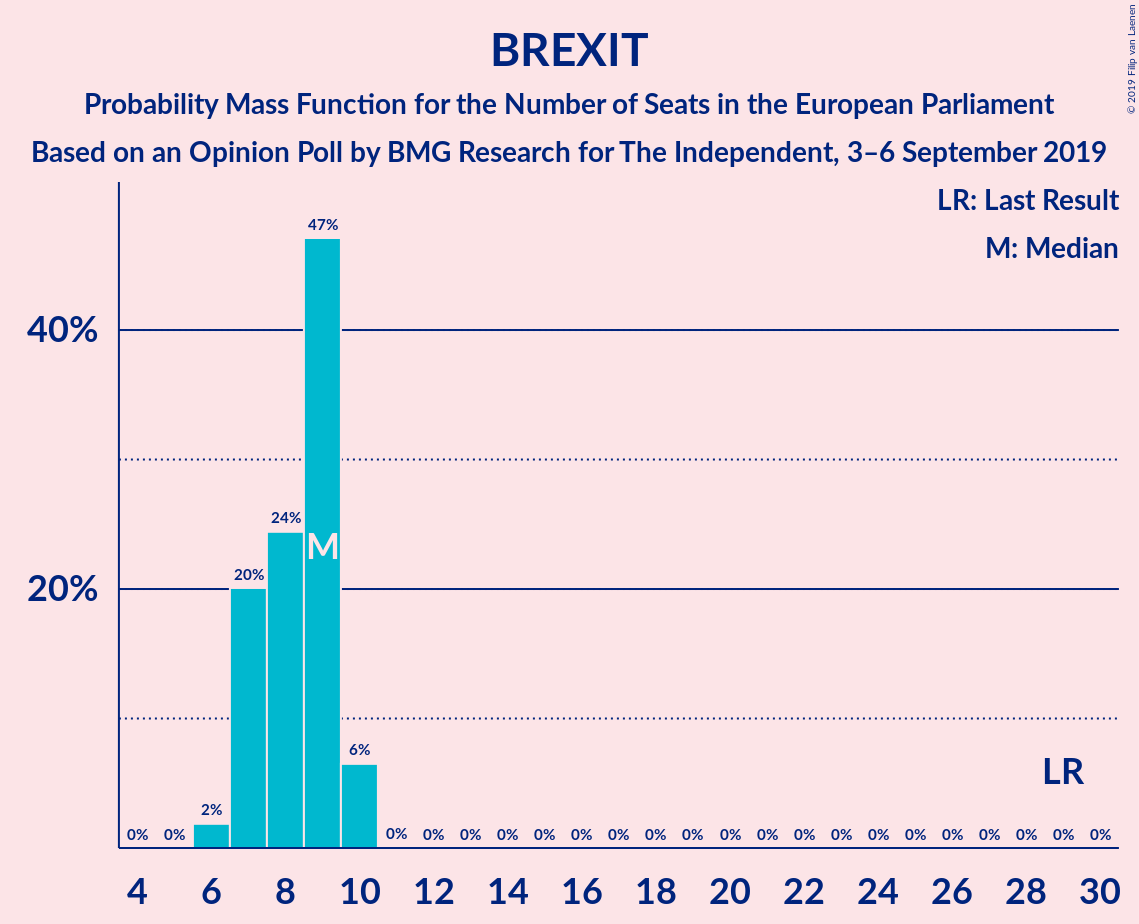 BREXIT
Probability Mass Function for the Number of Seats in the European Parliament
Based on an Opinion Poll by BMG Research for The Independent, 3–6 September 2019
© 2019 Filip van Laenen
LR: Last Result
M: Median
47%
40%
24%
M
20%
20%
6%
LR
2%
0% 0% 0% 0% 0% 0% 0% 0% 0% 0% 0% 0% 0% 0% 0% 0% 0% 0% 0% 0% 0% 0%
4 6 8 10 12 14 16 18 20 22 24 26 28 30